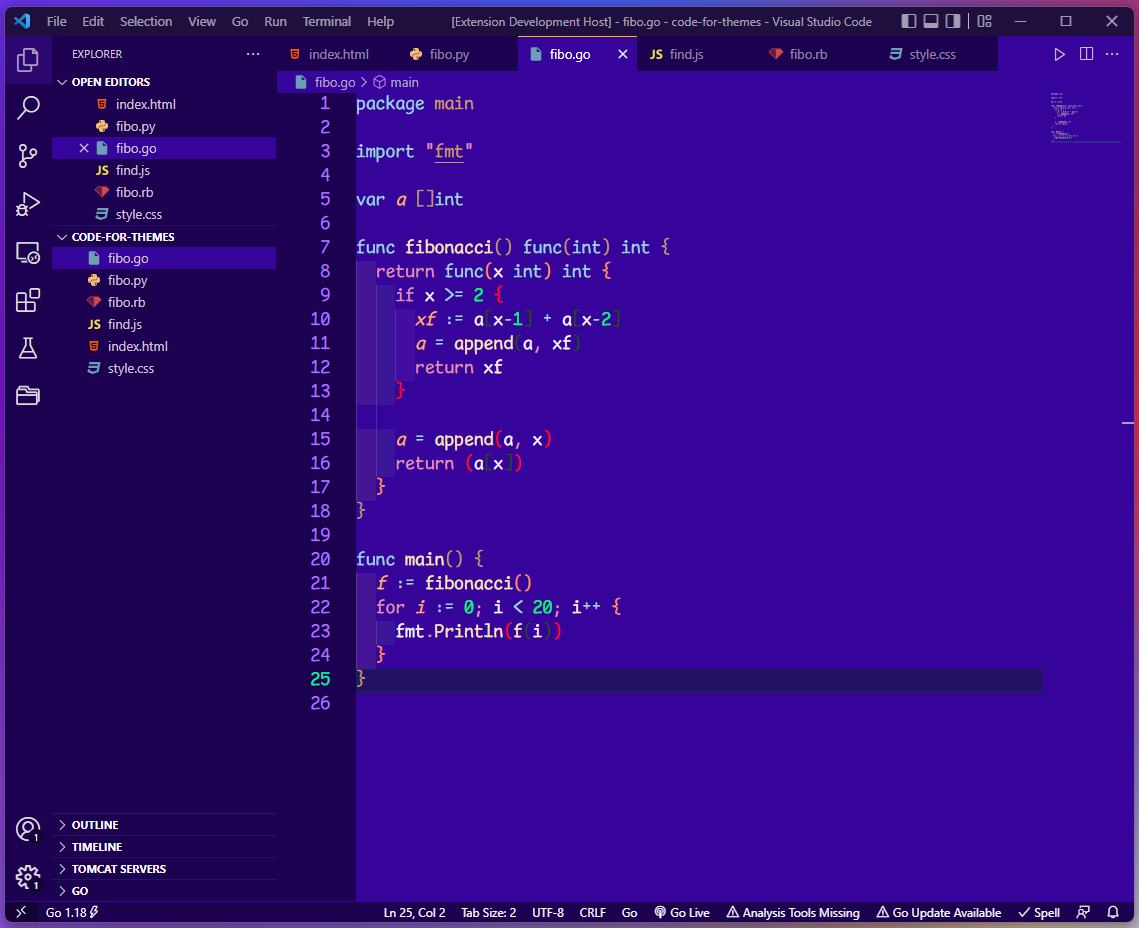 File Edit Selection View Go Run Terminal Help [Extension Development Host] - fibo.go - code-for-themes - Visual Studio Code
EXPLORER
OPEN EDITORS
index.html
fibo.py
fibo.go
JS find.js
fibo.rb
style.css
CODE-FOR-THEMES
fibo.go
fibo.py
fibo.rb
JS find.js
index.html
style.css
OUTLINE
TIMELINE
TOMCAT SERVERS
GO
1
1
index.html fibo.py fibo.go JS find.js fibo.rb style.css
fibo.go > main
1 package main
2
3 import "fmt"
4
5 var a []int
6
7 func fibonacci() func(int) int {
8 return func(x int) int {
9 if x >= 2 {
10 xf := a[x-1] + a[x-2]
11 a = append(a, xf)
12 return xf
13 }
14
15 a = append(a, x)
16 return (a[x])
17 }
18 }
19
20 func main() {
21 f := fibonacci()
22 for i := 0; i < 20; i++ {
23 fmt.Println(f(i))
24 }
25 }
26
Go 1.18 Ln 25, Col 2 Tab Size: 2 UTF-8 CRLF Go Go Live Analysis Tools Missing Go Update Available Spell